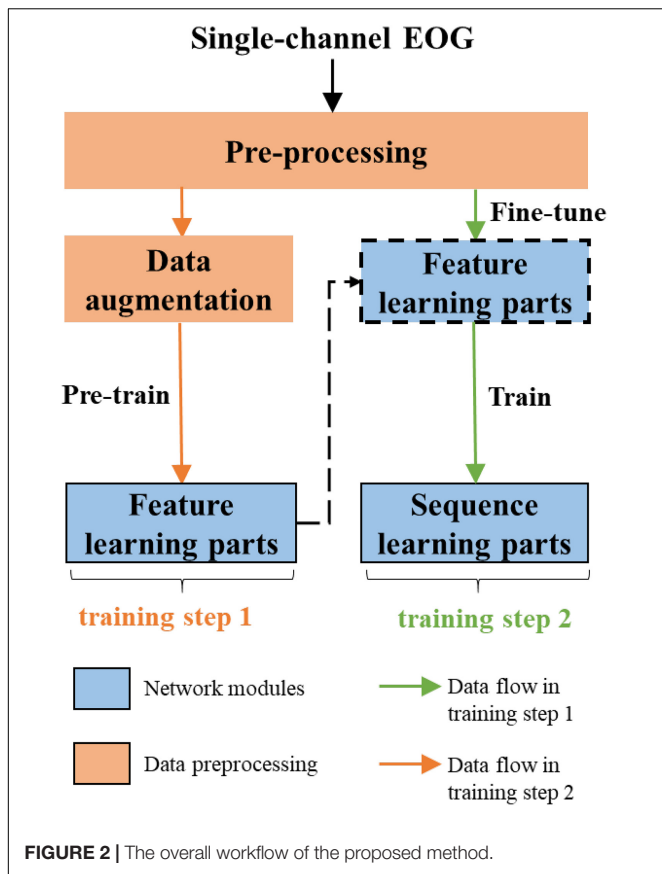 Single-channel EOG
Pre-processing
Fine-tune
Data
augmentation
Feature
learning parts
Pre-train
Train
Feature
learning parts
Sequence
learning parts
training step 1
training step 2
Network modules
Data flow in
training step 1
Data preprocessing
Data flow in
training step 2
FIGURE 2 | The overall workflow of the proposed method.